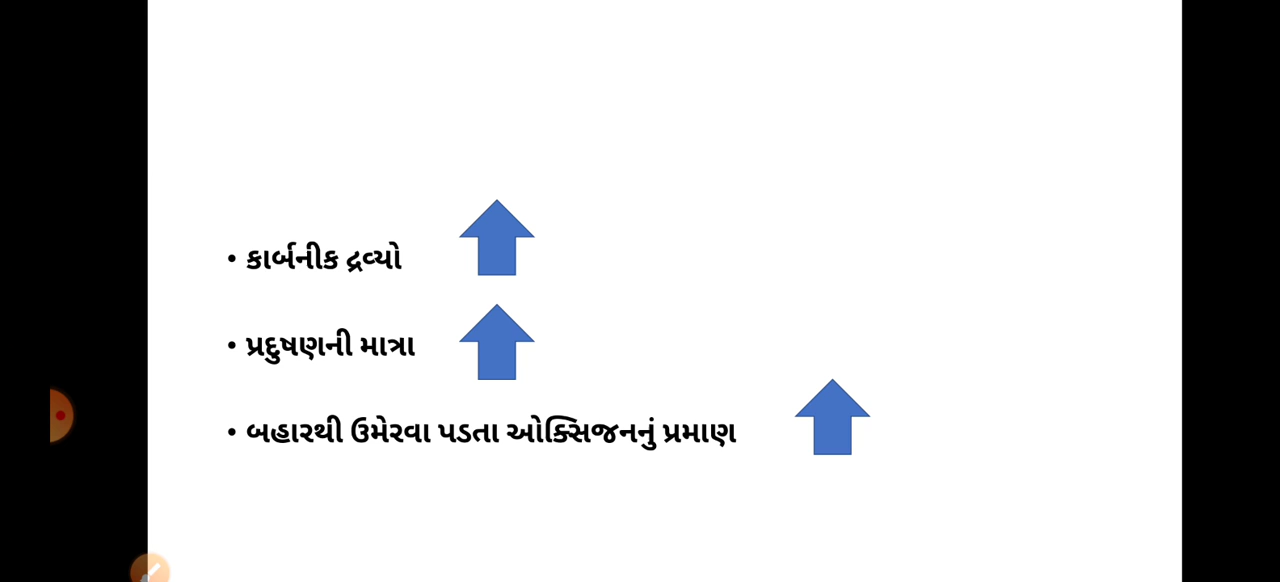 • કાર્બનીક દ્રવ્યો
• પ્રદુષણની માત્રા
• બહારથી ઉમેરવા પડતા ઓક્સિજનનું પ્રમાણ